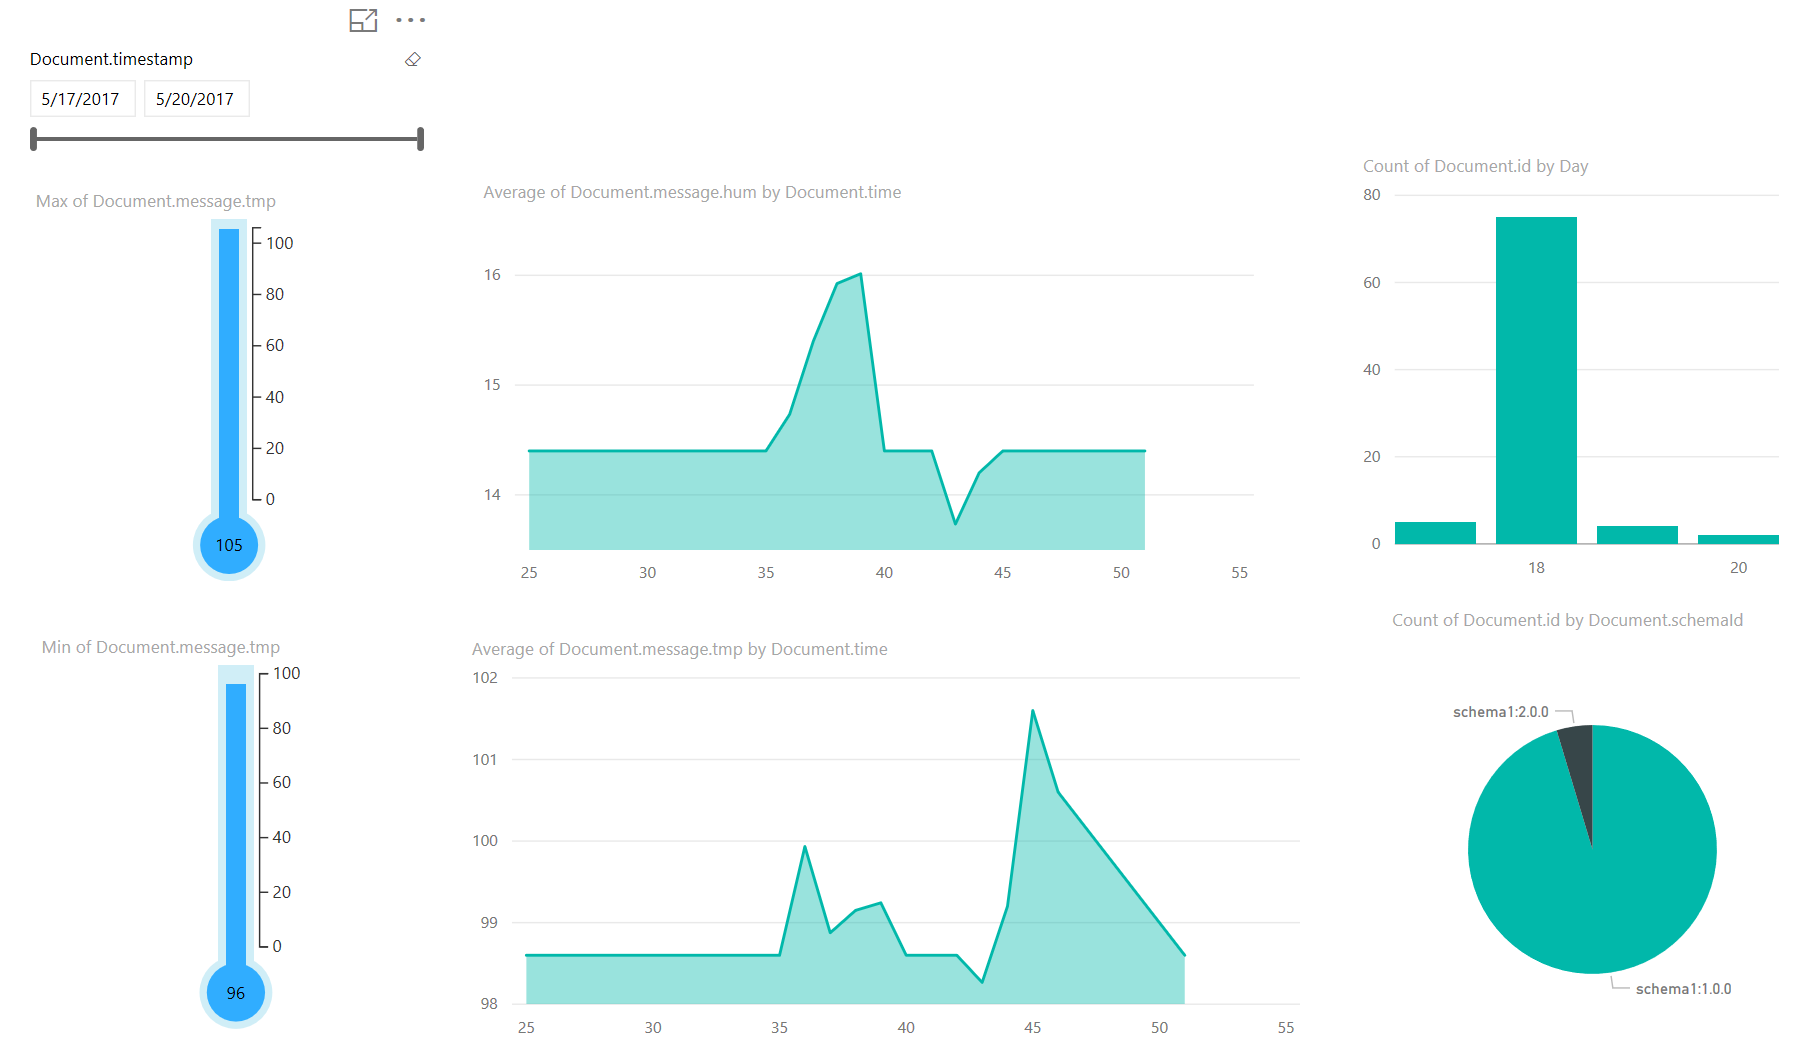 Document.timestamp
5/17/2017 5/20/2017
Max of Document.message.tmp
100
80
60
40
20
0
105
Min of Document.message.tmp
100
80
60
40
20
0
96
Average of Document.message.hum by Document.time
16
15
14
25 30 35 40 45 50 55
Average of Document.message.tmp by Document.time
102
101
100
99
98
25 30 35 40 45 50 55
Count of Document.id by Day
80
60
40
20
0
18 20
Count of Document.id by Document.schemaId
schema1:2.0.0
schema1:1.0.0